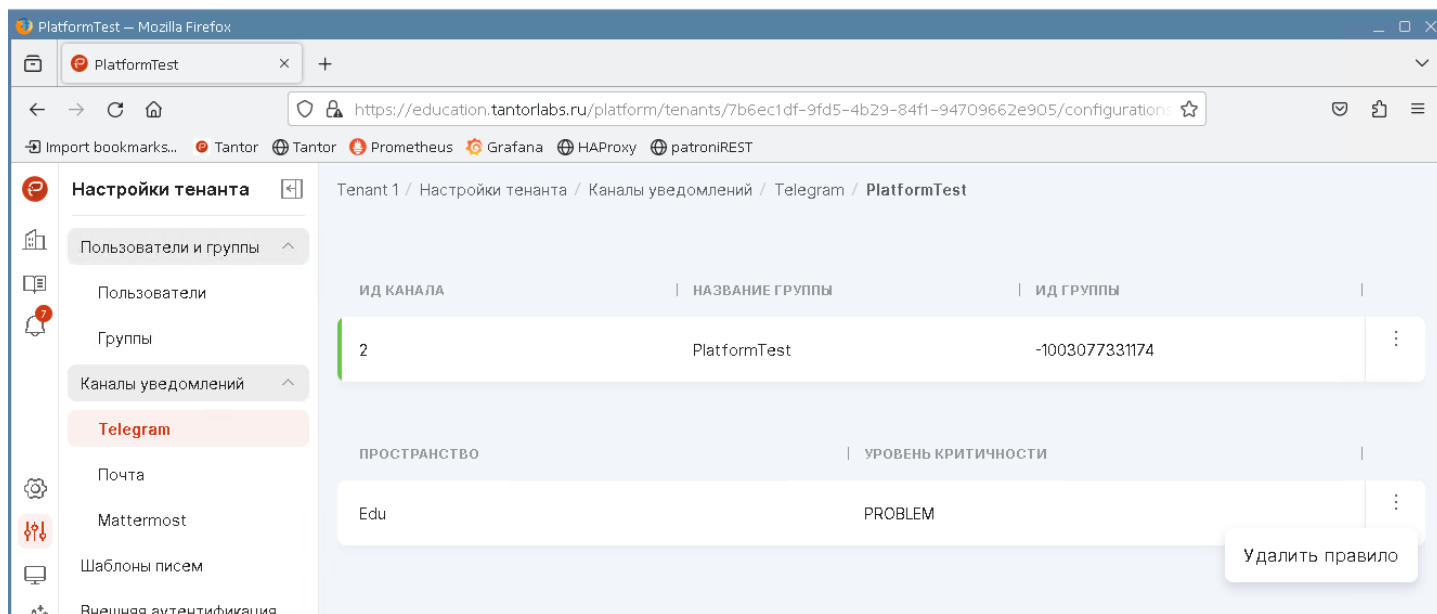 PlatformTest — Mozilla Firefox
PlatformTest
https://education.tantorlabs.ru/platform/tenants/7b6ec1df-9fd5-4b29-84f1-94709662e905/configurations
Import bookmarks... Tantor Tantor Prometheus Grafana HAProxy patroniREST
Настройки тенанта
Tenant 1 / Настройки тенанта / Каналы уведомлений / Telegram / PlatformTest
Пользователи и группы
Пользователи
Группы
7
Каналы уведомлений
Telegram
Почта
Mattermost
Шаблоны писем
Внешняя аутентификация
ИД КАНАЛА НАЗВАНИЕ ГРУППЫ ИД ГРУППЫ
2 PlatformTest -1003077331174
ПРОСТРАНСТВО УРОВЕНЬ КРИТИЧНОСТИ
Edu PROBLEM
Удалить правило